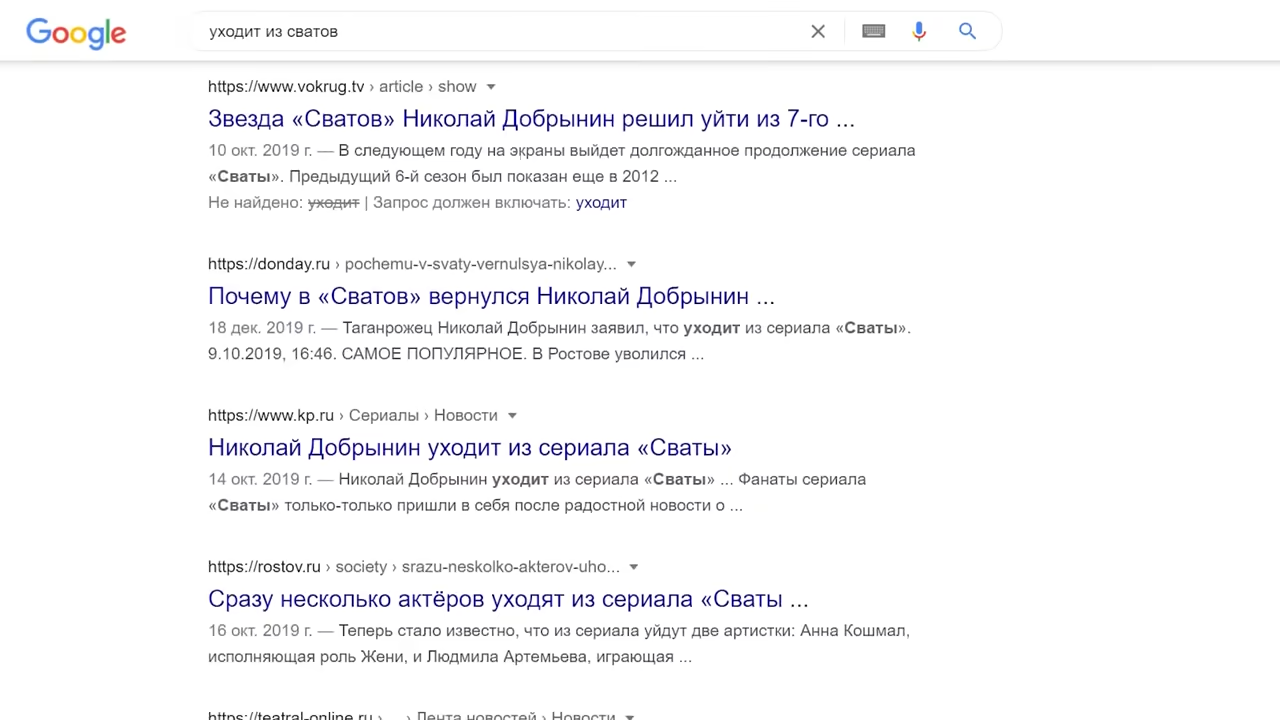 Google
уходит из сватов
https://www.vokrug.tv › article › show
Звезда «Сватов» Николай Добрынин решил уйти из 7-го ...
10 окт. 2019 г. — В следующем году на экраны выйдет долгожданное продолжение сериала
«Сваты». Предыдущий 6-й сезон был показан еще в 2012 ...
Не найдено: уходит | Запрос должен включать: уходит
https://donday.ru › pochemu-v-svaty-vernulsya-nikolay...
Почему в «Сватов» вернулся Николай Добрынин ...
18 дек. 2019 г. — Таганрожец Николай Добрынин заявил, что уходит из сериала «Сваты».
9.10.2019, 16:46. САМОЕ ПОПУЛЯРНОЕ. В Ростове уволился ...
https://www.kp.ru › Сериалы › Новости
Николай Добрынин уходит из сериала «Сваты»
14 окт. 2019 г. — Николай Добрынин уходит из сериала «Сваты» ... Фанаты сериала
«Сваты» только-только пришли в себя после радостной новости о ...
https://rostov.ru › society › srazu-neskolko-akterov-uho...
Сразу несколько актёров уходят из сериала «Сваты ...
16 окт. 2019 г. — Теперь стало известно, что из сериала уйдут две артистки: Анна Кошмал,
исполняющая роль Жени, и Людмила Артемьева, играющая ...
https://teatral-online.ru › ... › Лента новостей › Новости